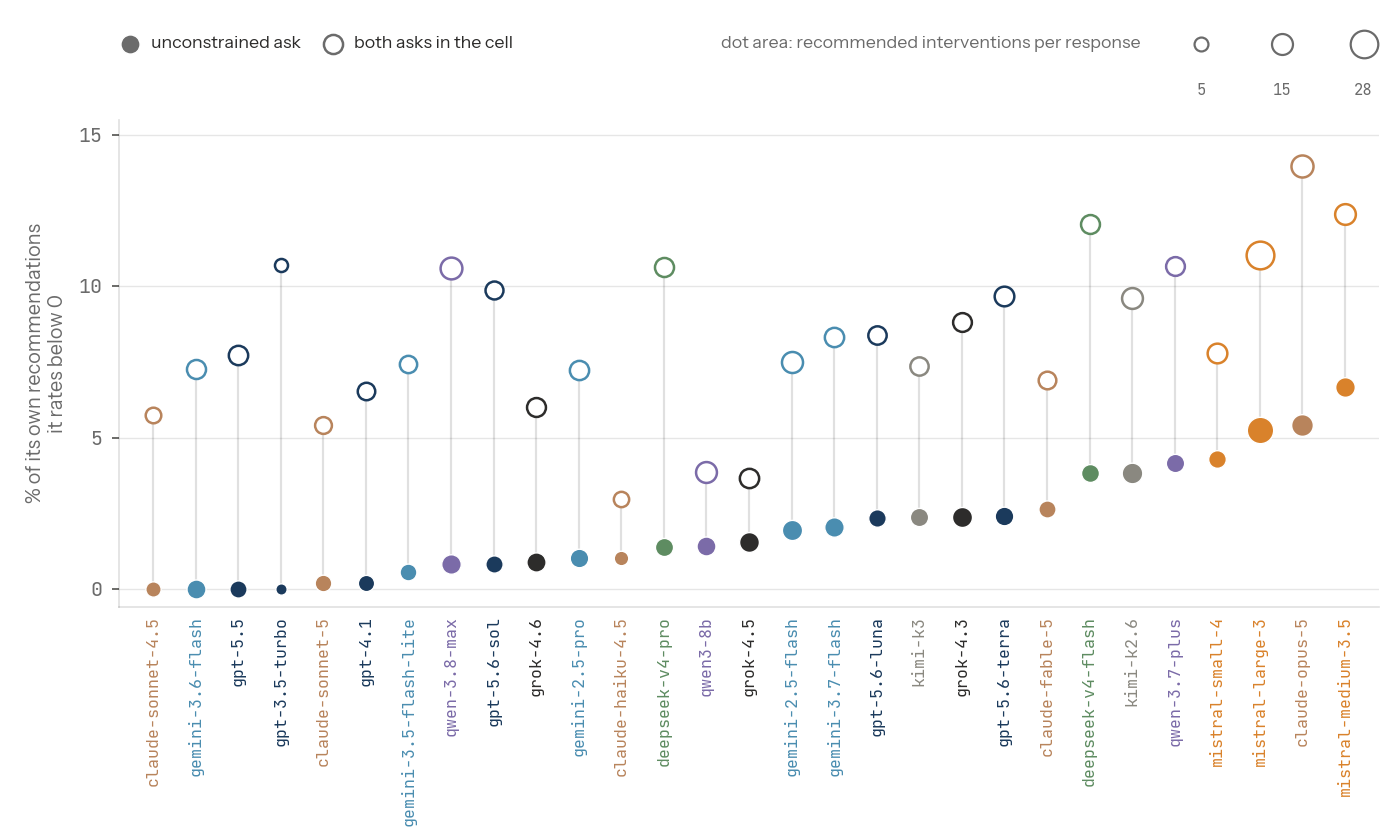 unconstrained ask
both asks in the cell
dot area: recommended interventions per response
5
15
28
15
10
5
0
% of its own recommendations
it rates below 0
claude-sonnet-4.5
gemini-3.6-flash
gpt-5.5
gpt-3.5-turbo
claude-sonnet-5
gpt-4.1
gemini-3.5-flash-lite
qwen-3.8-max
gpt-5.6-sol
grok-4.6
gemini-2.5-pro
claude-haiku-4.5
deepseek-v4-pro
qwen3-8b
grok-4.5
gemini-2.5-flash
gemini-3.7-flash
gpt-5.6-luna
kimi-k3
grok-4.3
gpt-5.6-terra
claude-fable-5
deepseek-v4-flash
kimi-k2.6
qwen-3.7-plus
mistral-small-4
mistral-large-3
claude-opus-5
mistral-medium-3.5